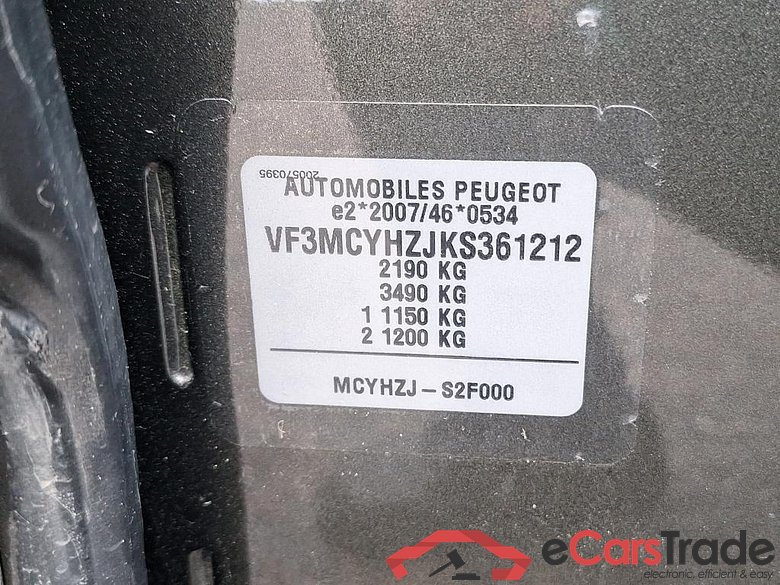 200570395
AUTOMOBILES PEUGEOT
e2*2007/46*0534
VF3MCYHZJKS361212
2190 KG
3490 KG
1 1150 KG
2 1200 KG
MCYHZJ – S2F000
eCarsTrade
electronic, efficient & easy